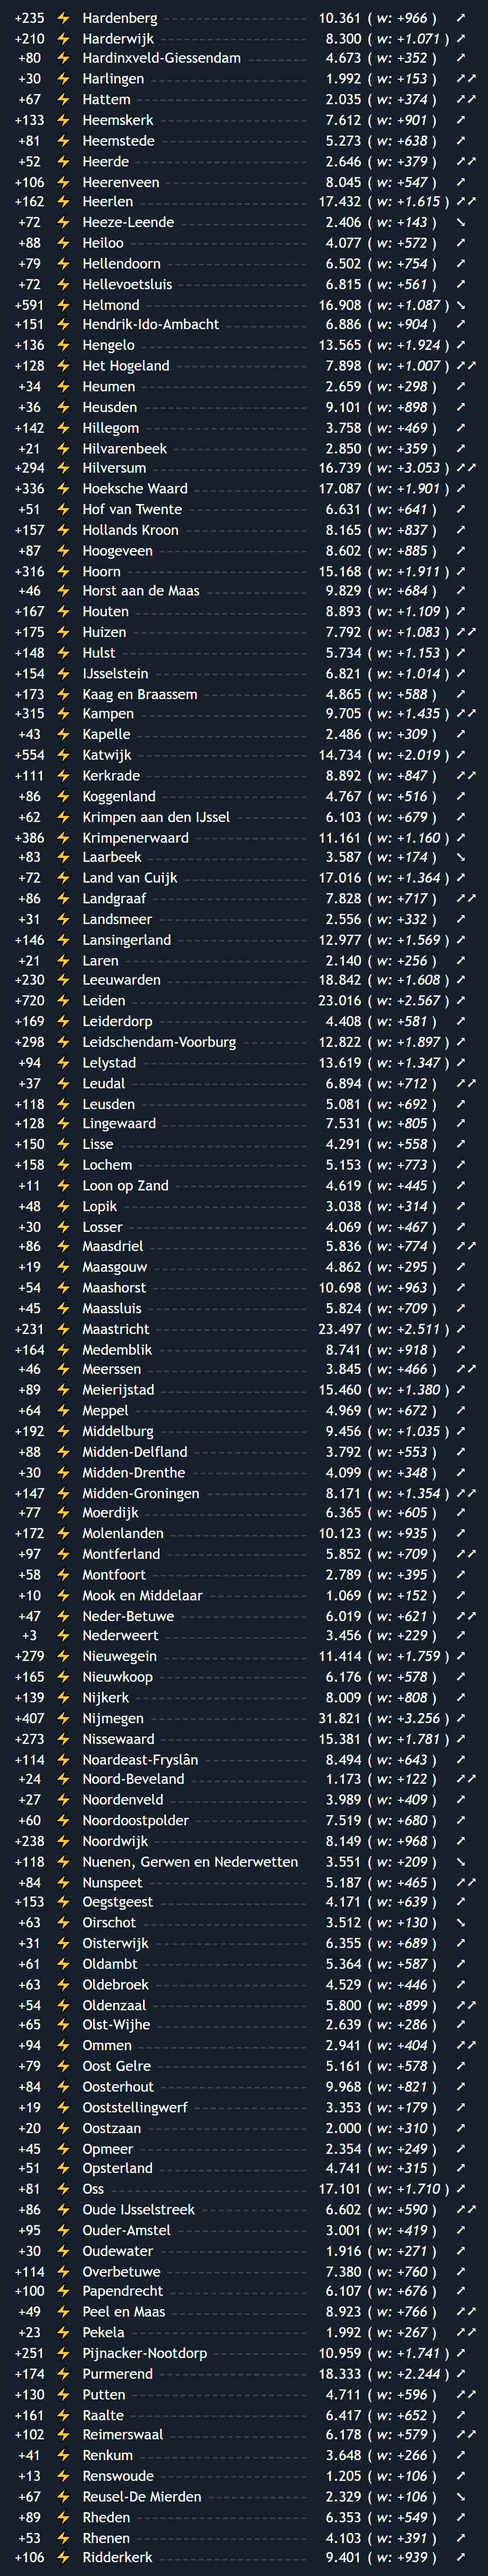 +235 ⚡ Hardenberg 10.361 ( w: +966 ) ➚
+210 ⚡ Harderwijk 8.300 ( w: +1.071 ) ➚
+80 ⚡ Hardinxveld-Giessendam 4.673 ( w: +352 ) ➚
+30 ⚡ Harlingen 1.992 ( w: +153 ) ➚➚
+67 ⚡ Hattem 2.035 ( w: +374 ) ➚➚
+133 ⚡ Heemskerk 7.612 ( w: +901 ) ➚
+81 ⚡ Heemstede 5.273 ( w: +638 ) ➚
+52 ⚡ Heerde 2.646 ( w: +379 ) ➚➚
+106 ⚡ Heerenveen 8.045 ( w: +547 ) ➚
+162 ⚡ Heerlen 17.432 ( w: +1.615 ) ➚➚
+72 ⚡ Heeze-Leende 2.406 ( w: +143 ) ➘
+88 ⚡ Heiloo 4.077 ( w: +572 ) ➚
+79 ⚡ Hellendoorn 6.502 ( w: +754 ) ➚
+72 ⚡ Hellevoetsluis 6.815 ( w: +561 ) ➚
+591 ⚡ Helmond 16.908 ( w: +1.087 ) ➘
+151 ⚡ Hendrik-Ido-Ambacht 6.886 ( w: +904 ) ➚
+136 ⚡ Hengelo 13.565 ( w: +1.924 ) ➚
+128 ⚡ Het Hogeland 7.898 ( w: +1.007 ) ➚➚
+34 ⚡ Heumen 2.659 ( w: +298 ) ➚
+36 ⚡ Heusden 9.101 ( w: +898 ) ➚
+142 ⚡ Hillegom 3.758 ( w: +469 ) ➚
+21 ⚡ Hilvarenbeek 2.850 ( w: +359 ) ➚
+294 ⚡ Hilversum 16.739 ( w: +3.053 ) ➚➚
+336 ⚡ Hoeksche Waard 17.087 ( w: +1.901 ) ➚
+51 ⚡ Hof van Twente 6.631 ( w: +641 ) ➚
+157 ⚡ Hollands Kroon 8.165 ( w: +837 ) ➚
+87 ⚡ Hoogeveen 8.602 ( w: +885 ) ➚
+316 ⚡ Hoorn 15.168 ( w: +1.911 ) ➚
+46 ⚡ Horst aan de Maas 9.829 ( w: +684 ) ➚
+167 ⚡ Houten 8.893 ( w: +1.109 ) ➚
+175 ⚡ Huizen 7.792 ( w: +1.083 ) ➚➚
+148 ⚡ Hulst 5.734 ( w: +1.153 ) ➚
+154 ⚡ IJsselstein 6.821 ( w: +1.014 ) ➚
+173 ⚡ Kaag en Braassem 4.865 ( w: +588 ) ➚
+315 ⚡ Kampen 9.705 ( w: +1.435 ) ➚➚
+43 ⚡ Kapelle 2.486 ( w: +309 ) ➚
+554 ⚡ Katwijk 14.734 ( w: +2.019 ) ➚
+111 ⚡ Kerkrade 8.892 ( w: +847 ) ➚➚
+86 ⚡ Koggenland 4.767 ( w: +516 ) ➚
+62 ⚡ Krimpen aan den IJssel 6.103 ( w: +679 ) ➚
+386 ⚡ Krimpenerwaard 11.161 ( w: +1.160 ) ➚
+83 ⚡ Laarbeek 3.587 ( w: +174 ) ➘
+72 ⚡ Land van Cuijk 17.016 ( w: +1.364 ) ➚
+86 ⚡ Landgraaf 7.828 ( w: +717 ) ➚➚
+31 ⚡ Landsmeer 2.556 ( w: +332 ) ➚
+146 ⚡ Lansingerland 12.977 ( w: +1.569 ) ➚
+21 ⚡ Laren 2.140 ( w: +256 ) ➚
+230 ⚡ Leeuwarden 18.842 ( w: +1.608 ) ➚
+720 ⚡ Leiden 23.016 ( w: +2.567 ) ➚
+169 ⚡ Leiderdorp 4.408 ( w: +581 ) ➚
+298 ⚡ Leidschendam-Voorburg 12.822 ( w: +1.897 ) ➚
+94 ⚡ Lelystad 13.619 ( w: +1.347 ) ➚
+37 ⚡ Leudal 6.894 ( w: +712 ) ➚➚
+118 ⚡ Leusden 5.081 ( w: +692 ) ➚
+128 ⚡ Lingewaard 7.531 ( w: +805 ) ➚
+150 ⚡ Lisse 4.291 ( w: +558 ) ➚
+158 ⚡ Lochem 5.153 ( w: +773 ) ➚
+11 ⚡ Loon op Zand 4.619 ( w: +445 ) ➚
+48 ⚡ Lopik 3.038 ( w: +314 ) ➚
+30 ⚡ Losser 4.069 ( w: +467 ) ➚
+86 ⚡ Maasdriel 5.836 ( w: +774 ) ➚➚
+19 ⚡ Maasgouw 4.862 ( w: +295 ) ➚
+54 ⚡ Maashorst 10.698 ( w: +963 ) ➚
+45 ⚡ Maassluis 5.824 ( w: +709 ) ➚
+231 ⚡ Maastricht 23.497 ( w: +2.511 ) ➚
+164 ⚡ Medemblik 8.741 ( w: +918 ) ➚
+46 ⚡ Meerssen 3.845 ( w: +466 ) ➚➚
+89 ⚡ Meierijstad 15.460 ( w: +1.380 ) ➚
+64 ⚡ Meppel 4.969 ( w: +672 ) ➚
+192 ⚡ Middelburg 9.456 ( w: +1.035 ) ➚
+88 ⚡ Midden-Delfland 3.792 ( w: +553 ) ➚
+30 ⚡ Midden-Drenthe 4.099 ( w: +348 ) ➚
+147 ⚡ Midden-Groningen 8.171 ( w: +1.354 ) ➚➚
+77 ⚡ Moerdijk 6.365 ( w: +605 ) ➚
+172 ⚡ Molenlanden 10.123 ( w: +935 ) ➚
+97 ⚡ Montferland 5.852 ( w: +709 ) ➚➚
+58 ⚡ Montfoort 2.789 ( w: +395 ) ➚
+10 ⚡ Mook en Middelaar 1.069 ( w: +152 ) ➚
+47 ⚡ Neder-Betuwe 6.019 ( w: +621 ) ➚➚
+3 ⚡ Nederweert 3.456 ( w: +229 ) ➚
+279 ⚡ Nieuwegein 11.414 ( w: +1.759 ) ➚
+165 ⚡ Nieuwkoop 6.176 ( w: +578 ) ➚
+139 ⚡ Nijkerk 8.009 ( w: +808 ) ➚
+407 ⚡ Nijmegen 31.821 ( w: +3.256 ) ➚
+273 ⚡ Nissewaard 15.381 ( w: +1.781 ) ➚
+114 ⚡ Noardeast-Fryslân 8.494 ( w: +643 ) ➚
+24 ⚡ Noord-Beveland 1.173 ( w: +122 ) ➚➚
+27 ⚡ Noordenveld 3.989 ( w: +409 ) ➚
+60 ⚡ Noordoostpolder 7.519 ( w: +680 ) ➚
+238 ⚡ Noordwijk 8.149 ( w: +968 ) ➚
+118 ⚡ Nuenen, Gerwen en Nederwetten 3.551 ( w: +209 ) ➘
+84 ⚡ Nunspeet 5.187 ( w: +465 ) ➚➚
+153 ⚡ Oegstgeest 4.171 ( w: +639 ) ➚
+63 ⚡ Oirschot 3.512 ( w: +130 ) ➘
+31 ⚡ Oisterwijk 6.355 ( w: +689 ) ➚
+61 ⚡ Oldambt 5.364 ( w: +587 ) ➚
+63 ⚡ Oldebroek 4.529 ( w: +446 ) ➚
+54 ⚡ Oldenzaal 5.800 ( w: +899 ) ➚➚
+65 ⚡ Olst-Wijhe 2.639 ( w: +286 ) ➚
+94 ⚡ Ommen 2.941 ( w: +404 ) ➚➚
+79 ⚡ Oost Gelre 5.161 ( w: +578 ) ➚
+84 ⚡ Oosterhout 9.968 ( w: +821 ) ➚
+19 ⚡ Ooststellingwerf 3.353 ( w: +179 ) ➚
+20 ⚡ Oostzaan 2.000 ( w: +310 ) ➚
+45 ⚡ Opmeer 2.354 ( w: +249 ) ➚
+51 ⚡ Opsterland 4.741 ( w: +315 ) ➚
+81 ⚡ Oss 17.101 ( w: +1.710 ) ➚
+86 ⚡ Oude IJsselstreek 6.602 ( w: +590 ) ➚➚
+95 ⚡ Ouder-Amstel 3.001 ( w: +419 ) ➚
+30 ⚡ Oudewater 1.916 ( w: +271 ) ➚
+114 ⚡ Overbetuwe 7.380 ( w: +760 ) ➚
+100 ⚡ Papendrecht 6.107 ( w: +676 ) ➚
+49 ⚡ Peel en Maas 8.923 ( w: +766 ) ➚➚
+23 ⚡ Pekela 1.992 ( w: +267 ) ➚➚
+251 ⚡ Pijnacker-Nootdorp 10.959 ( w: +1.741 ) ➚
+174 ⚡ Purmerend 18.333 ( w: +2.244 ) ➚
+130 ⚡ Putten 4.711 ( w: +596 ) ➚➚
+161 ⚡ Raalte 6.417 ( w: +652 ) ➚
+102 ⚡ Reimerswaal 6.178 ( w: +579 ) ➚➚
+41 ⚡ Renkum 3.648 ( w: +266 ) ➚
+13 ⚡ Renswoude 1.205 ( w: +106 ) ➚
+67 ⚡ Reusel-De Mierden 2.329 ( w: +106 ) ➘
+89 ⚡ Rheden 6.353 ( w: +549 ) ➚
+53 ⚡ Rhenen 4.103 ( w: +391 ) ➚
+106 ⚡ Ridderkerk 9.401 ( w: +939 ) ➚